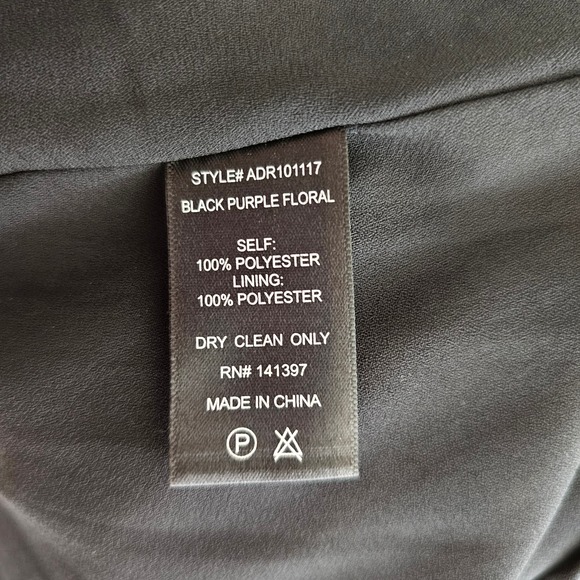 STYLE# ADR101117
BLACK PURPLE FLORAL
SELF:
100% POLYESTER
LINING:
100% POLYESTER
DRY CLEAN ONLY
RN# 141397
MADE IN CHINA
P